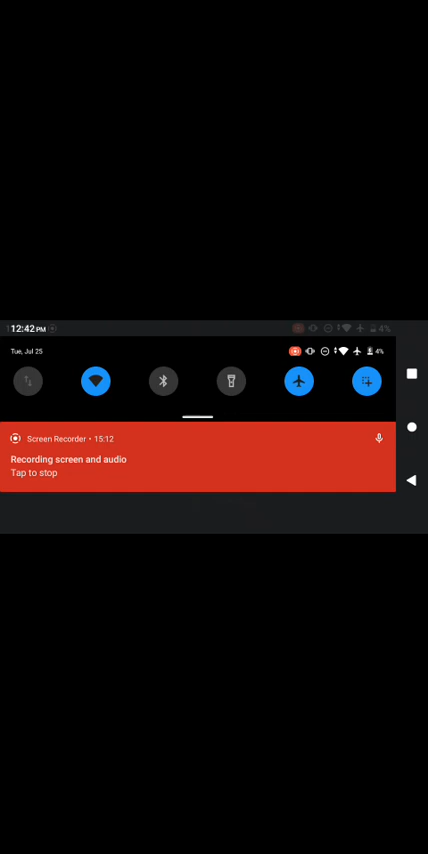 12:42 PM 4%
Tue, Jul 25 4%
Screen Recorder • 15:12
Recording screen and audio
Tap to stop